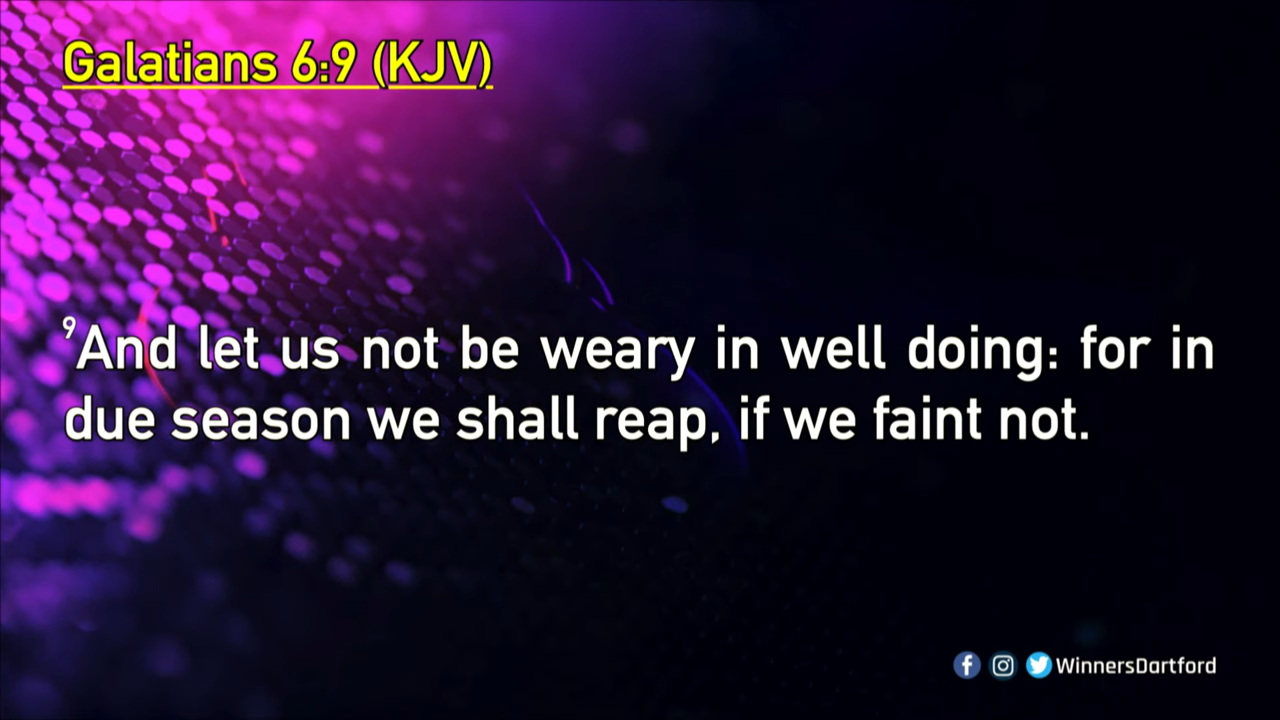 Galatians 6:9 (KJV)
⁹And let us not be weary in well doing: for in
due season we shall reap, if we faint not.
WinnersDartford